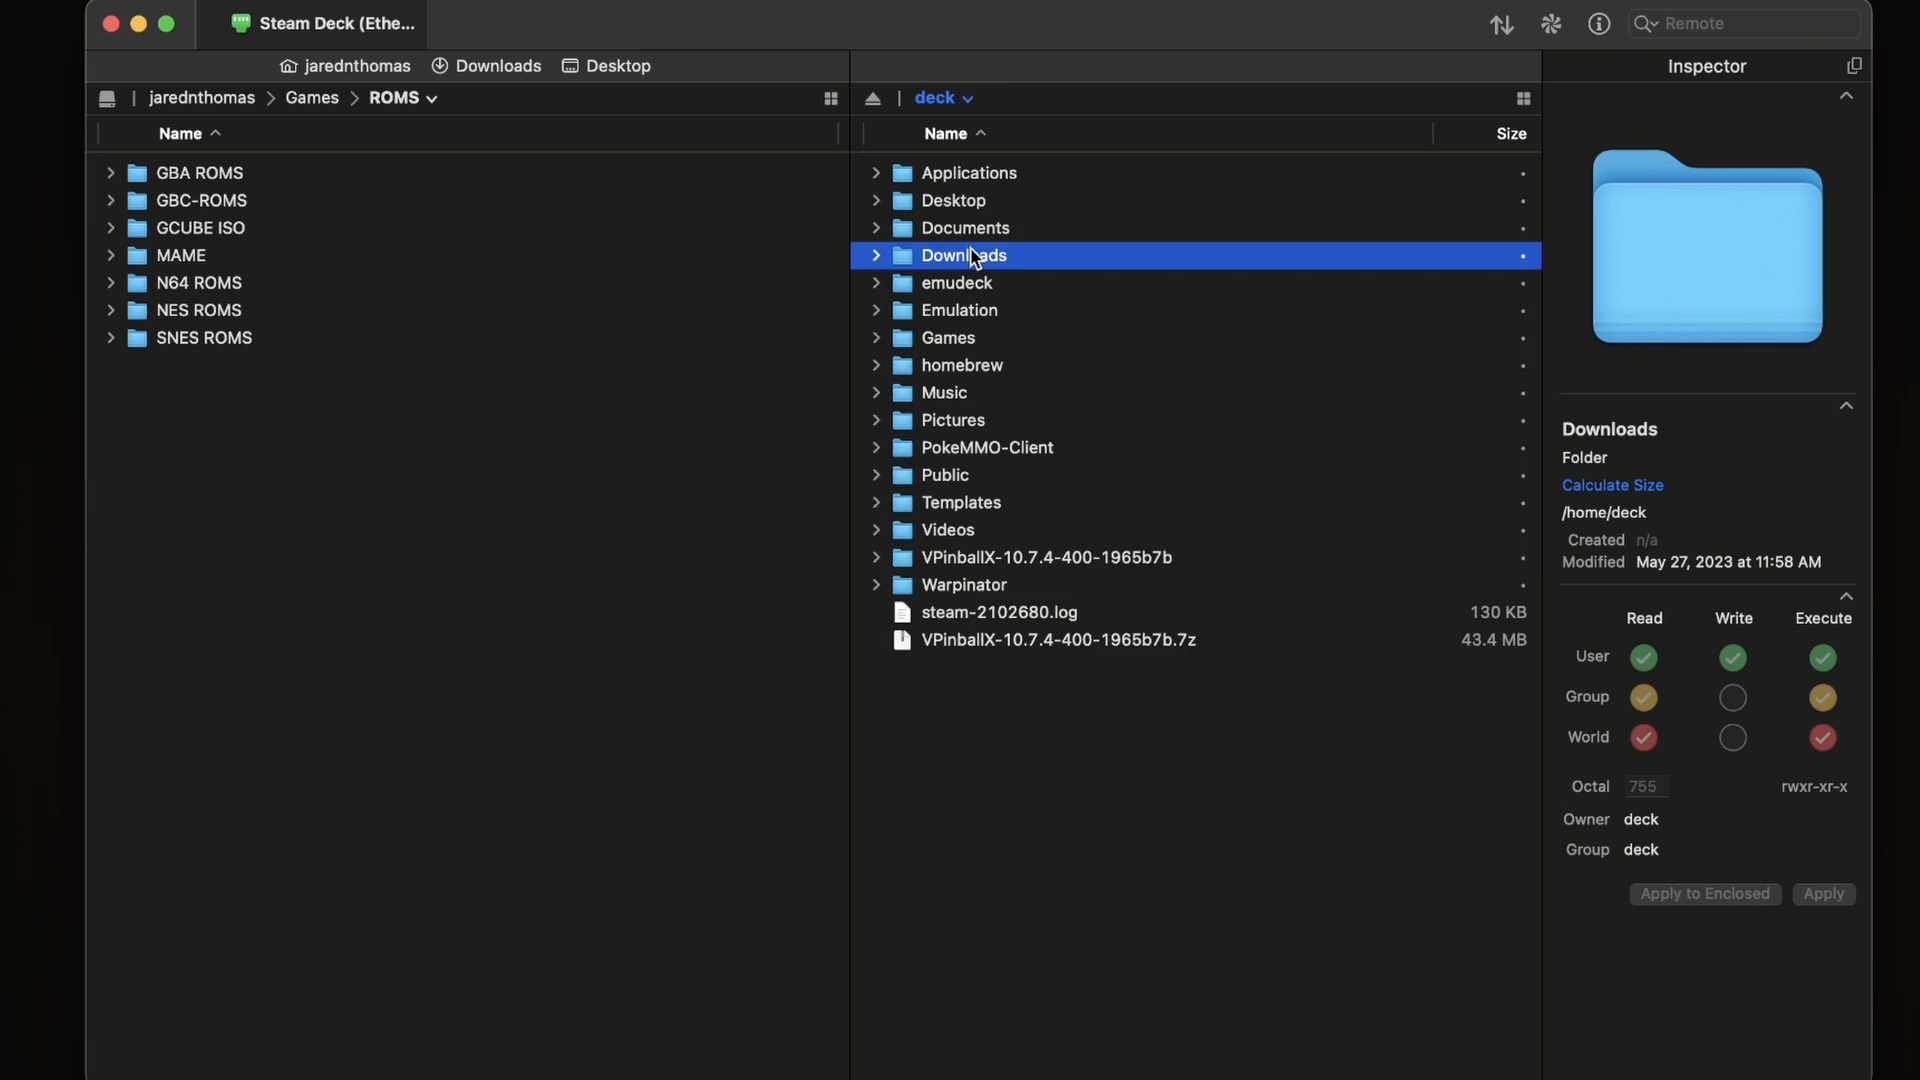 Steam Deck (Ethe...
Remote
jarednthomas Downloads Desktop
Inspector
jarednthomas > Games > ROMS
deck
Name
Name Size
GBA ROMS
GBC-ROMS
GCUBE ISO
MAME
N64 ROMS
NES ROMS
SNES ROMS
Applications
Desktop
Documents
Downloads
emudeck
Emulation
Games
homebrew
Music
Pictures
PokeMMO-Client
Public
Templates
Videos
VPinballX-10.7.4-400-1965b7b
Warpinator
steam-2102680.log 130 KB
VPinballX-10.7.4-400-1965b7b.7z 43.4 MB
Downloads
Folder
Calculate Size
/home/deck
Created n/a
Modified May 27, 2023 at 11:58 AM
Read Write Execute
User
Group
World
Octal 755 rwxr-xr-x
Owner deck
Group deck
Apply to Enclosed Apply